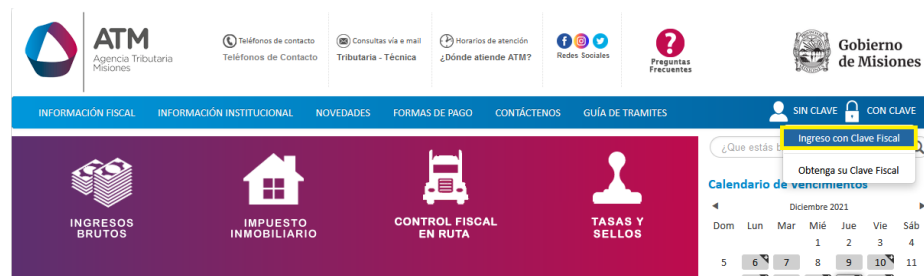 ATM
Agencia Tributaria
Misiones
Teléfonos de contacto
Teléfonos de Contacto
Consultas vía e mail
Tributaria - Técnica
Horarios de atención
¿Dónde atiende ATM?
Redes Sociales
Preguntas
Frecuentes
Gobierno
de Misiones
INFORMACIÓN FISCAL
INFORMACIÓN INSTITUCIONAL
NOVEDADES
FORMAS DE PAGO
CONTÁCTENOS
GUÍA DE TRAMITES
SIN CLAVE
CON CLAVE
Ingreso con Clave Fiscal
¿Que estás
Obtenga su Clave Fiscal
INGRESOS
BRUTOS
IMPUESTO
INMOBILIARIO
CONTROL FISCAL
EN RUTA
TASAS Y
SELLOS
Calendario de vencimientos
Diciembre 2021
Dom Lun Mar Mié Jue Vie Sáb
1 2 3 4
5 6 7 8 9 10 11